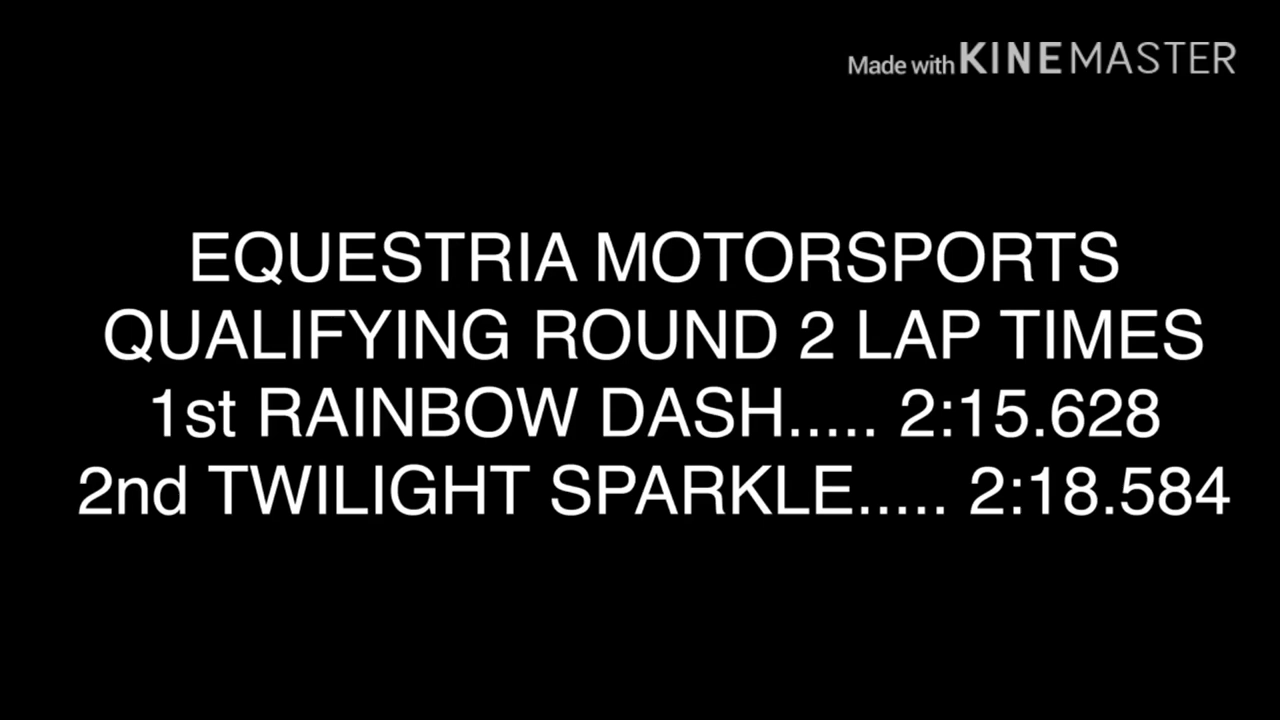 Made with KINEMASTER
EQUESTRIA MOTORSPORTS
QUALIFYING ROUND 2 LAP TIMES
1st RAINBOW DASH..... 2:15.628
2nd TWILIGHT SPARKLE..... 2:18.584